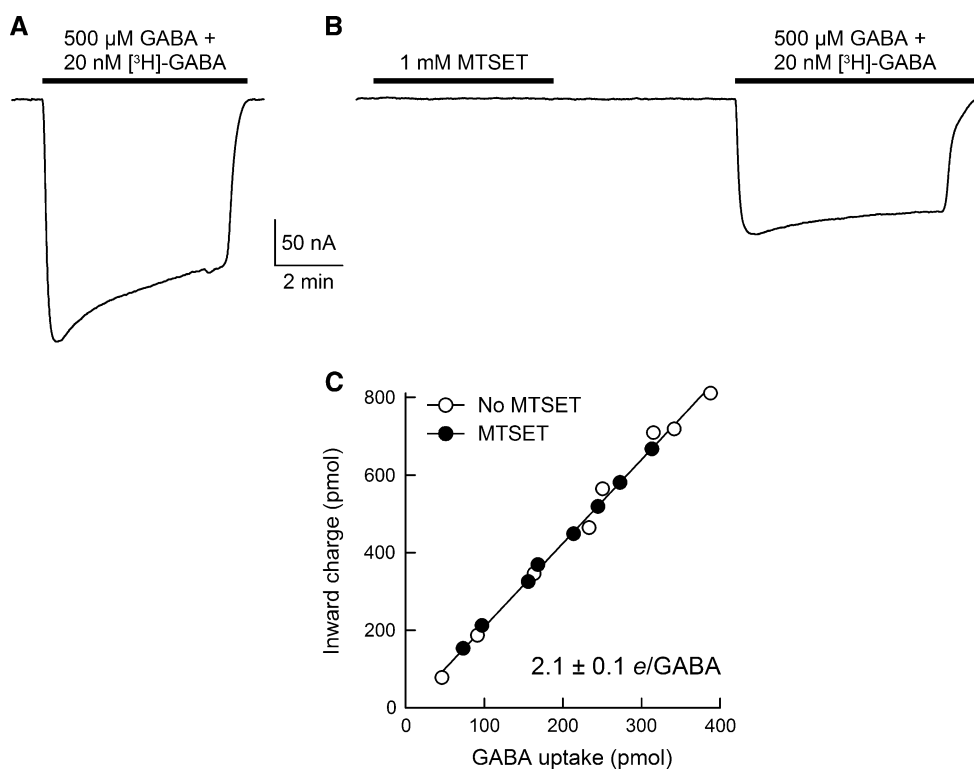 A
500 µM GABA +
20 nM [³H]-GABA
50 nA
2 min
B
1 mM MTSET
500 µM GABA +
20 nM [³H]-GABA
C
No MTSET
MTSET
Inward charge (pmol)
800
600
400
200
0
2.1 ± 0.1 e/GABA
0 100 200 300 400
GABA uptake (pmol)